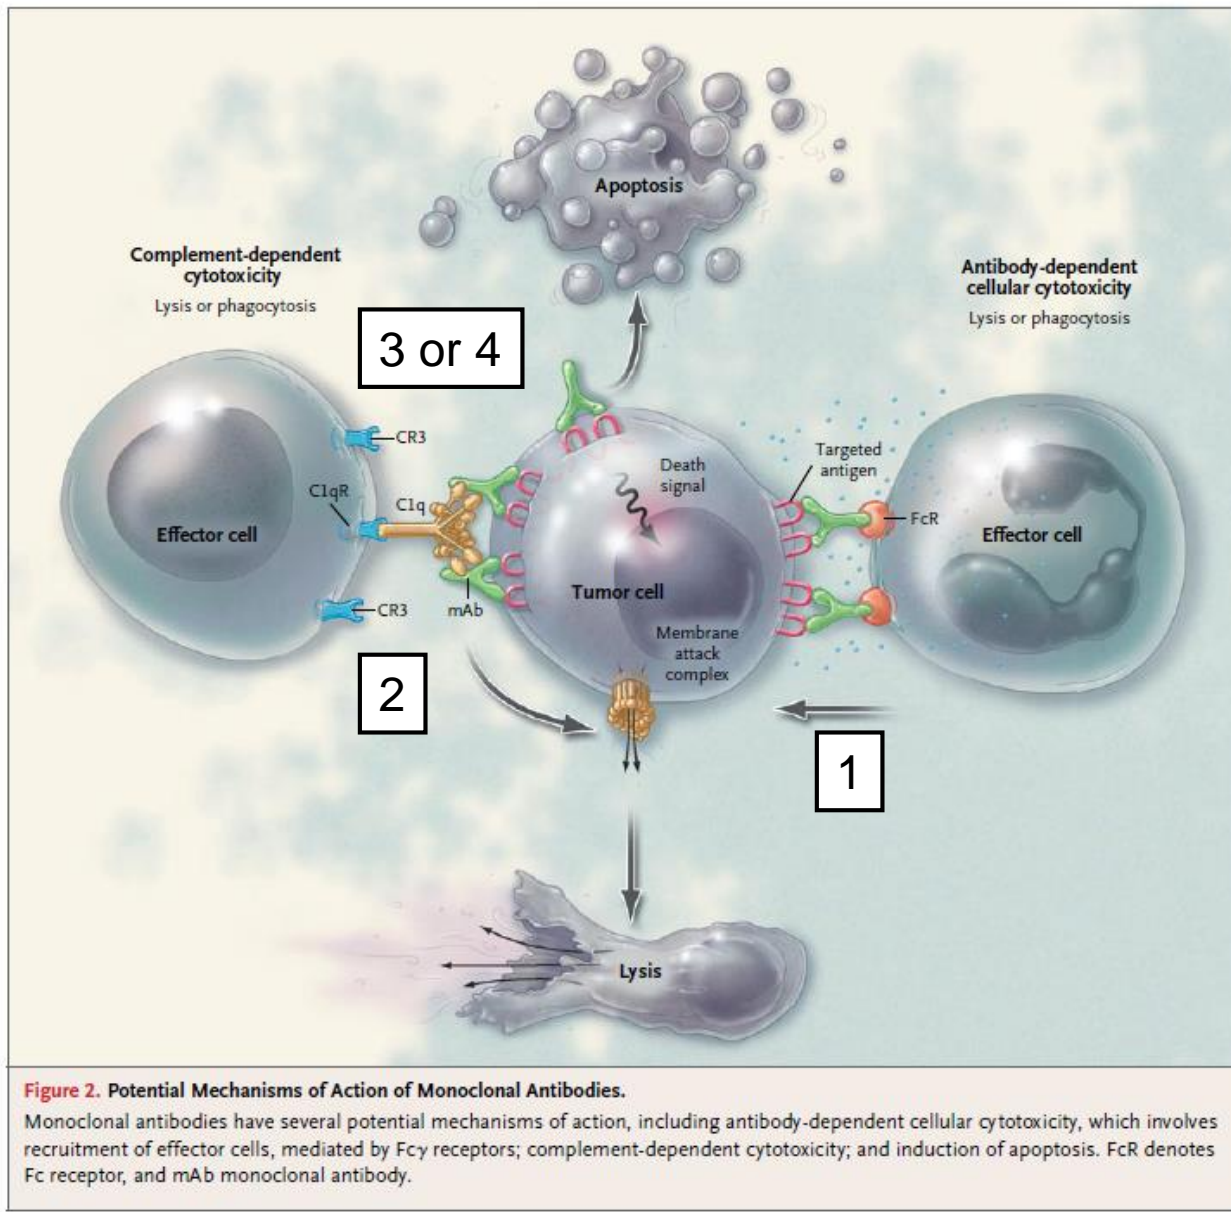 Apoptosis
Complement-dependent
cytotoxicity
Lysis or phagocytosis
Antibody-dependent
cellular cytotoxicity
Lysis or phagocytosis
3 or 4
CR3
C1qR
C1q
Effector cell
CR3
mAb
Death
signal
Tumor cell
Membrane
attack
complex
Targeted
antigen
FcR
Effector cell
2
1
Lysis
Figure 2. Potential Mechanisms of Action of Monoclonal Antibodies.
Monoclonal antibodies have several potential mechanisms of action, including antibody-dependent cellular cytotoxicity, which involves
recruitment of effector cells, mediated by Fcγ receptors; complement-dependent cytotoxicity; and induction of apoptosis. FcR denotes
Fc receptor, and mAb monoclonal antibody.